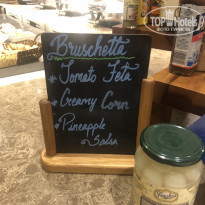 TOP Hotels
Bruschetta
* Tomato Feta
* Creamy Corn
* Pineapple
Salsa